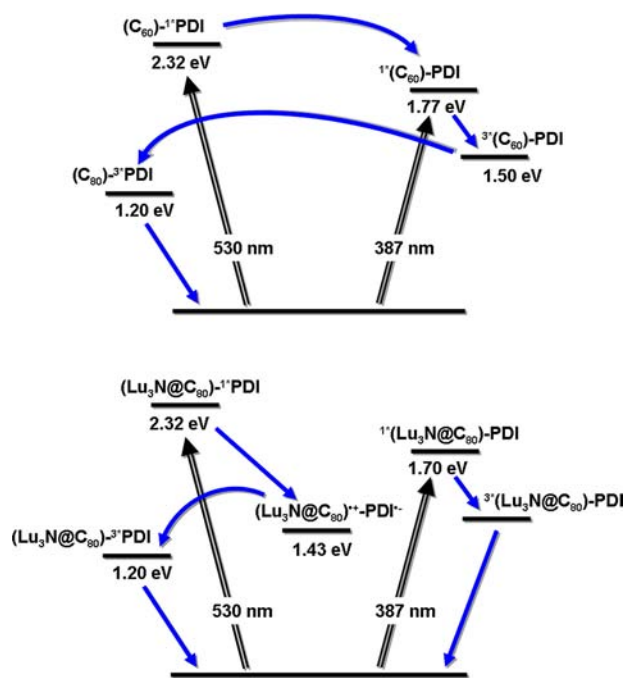 (C₆₀)-¹*PDI
2.32 eV
¹*(C₆₀)-PDI
1.77 eV
³*(C₆₀)-PDI
1.50 eV
(C₈₀)-³*PDI
1.20 eV
530 nm
387 nm
(Lu₃N@C₈₀)-¹*PDI
2.32 eV
¹*(Lu₃N@C₈₀)-PDI
1.70 eV
³*(Lu₃N@C₈₀)-PDI
(Lu₃N@C₈₀)•⁺-PDI•⁻
1.43 eV
(Lu₃N@C₈₀)-³*PDI
1.20 eV
530 nm
387 nm